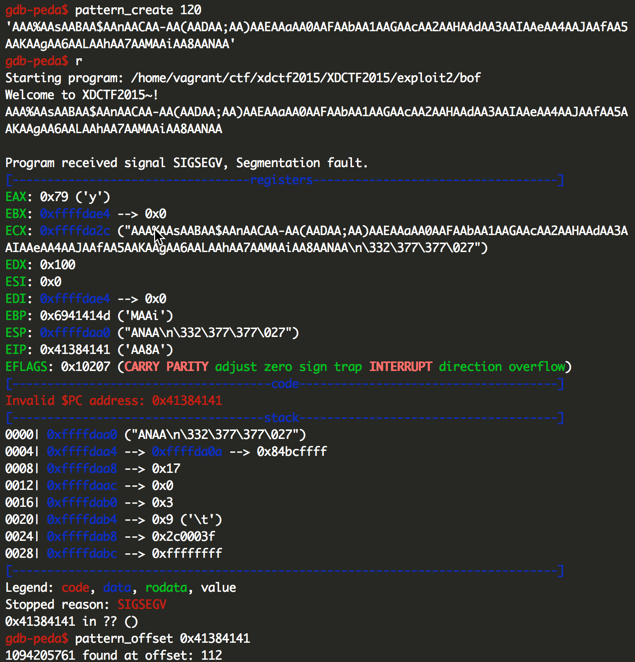 gdb-peda$ pattern_create 120
'AAA%AAsAABAA$AAnAACAA-AA(AADAA;AA)AAEAAaAA0AAFAAbAA1AAGAAcAA2AAHAAdAA3AAIAAeAA4AAJAAfAA5
AAKAAgAA6AALAAhAA7AAMAAiAA8AANAA'
gdb-peda$ r
Starting program: /home/vagrant/ctf/xdctf2015/XDCTF2015/exploit2/bof
Welcome to XDCTF2015~!
AAA%AAsAABAA$AAnAACAA-AA(AADAA;AA)AAEAAaAA0AAFAAbAA1AAGAAcAA2AAHAAdAA3AAIAAeAA4AAJAAfAA5A
AKAAgAA6AALAAhAA7AAMAAiAA8AANAA
Program received signal SIGSEGV, Segmentation fault.
[----------------------------------registers-----------------------------------]
EAX: 0x79 ('y')
EBX: 0xffffdae4 --> 0x0
ECX: 0xffffda2c ("AAA%AAsAABAA$AAnAACAA-AA(AADAA;AA)AAEAAaAA0AAFAAbAA1AAGAAcAA2AAHAAdAA3A
AIAAeAA4AAJAAfAA5AAKAAgAA6AALAAhAA7AAMAAiAA8AANAA\n\332\377\377\027")
EDX: 0x100
ESI: 0x0
EDI: 0xffffdae4 --> 0x0
EBP: 0x6941414d ('MAAi')
ESP: 0xffffdaa0 ("ANAA\n\332\377\377\027")
EIP: 0x41384141 ('AA8A')
EFLAGS: 0x10207 (CARRY PARITY adjust zero sign trap INTERRUPT direction overflow)
[-------------------------------------code-------------------------------------]
Invalid $PC address: 0x41384141
[------------------------------------stack-------------------------------------]
0000| 0xffffdaa0 ("ANAA\n\332\377\377\027")
0004| 0xffffdaa4 --> 0xffffda0a --> 0x84bcffff
0008| 0xffffdaa8 --> 0x17
0012| 0xffffdaac --> 0x0
0016| 0xffffdab0 --> 0x3
0020| 0xffffdab4 --> 0x9 ('\t')
0024| 0xffffdab8 --> 0x2c0003f
0028| 0xffffdabc --> 0xffffffff
[------------------------------------------------------------------------------]
Legend: code, data, rodata, value
Stopped reason: SIGSEGV
0x41384141 in ?? ()
gdb-peda$ pattern_offset 0x41384141
1094205761 found at offset: 112